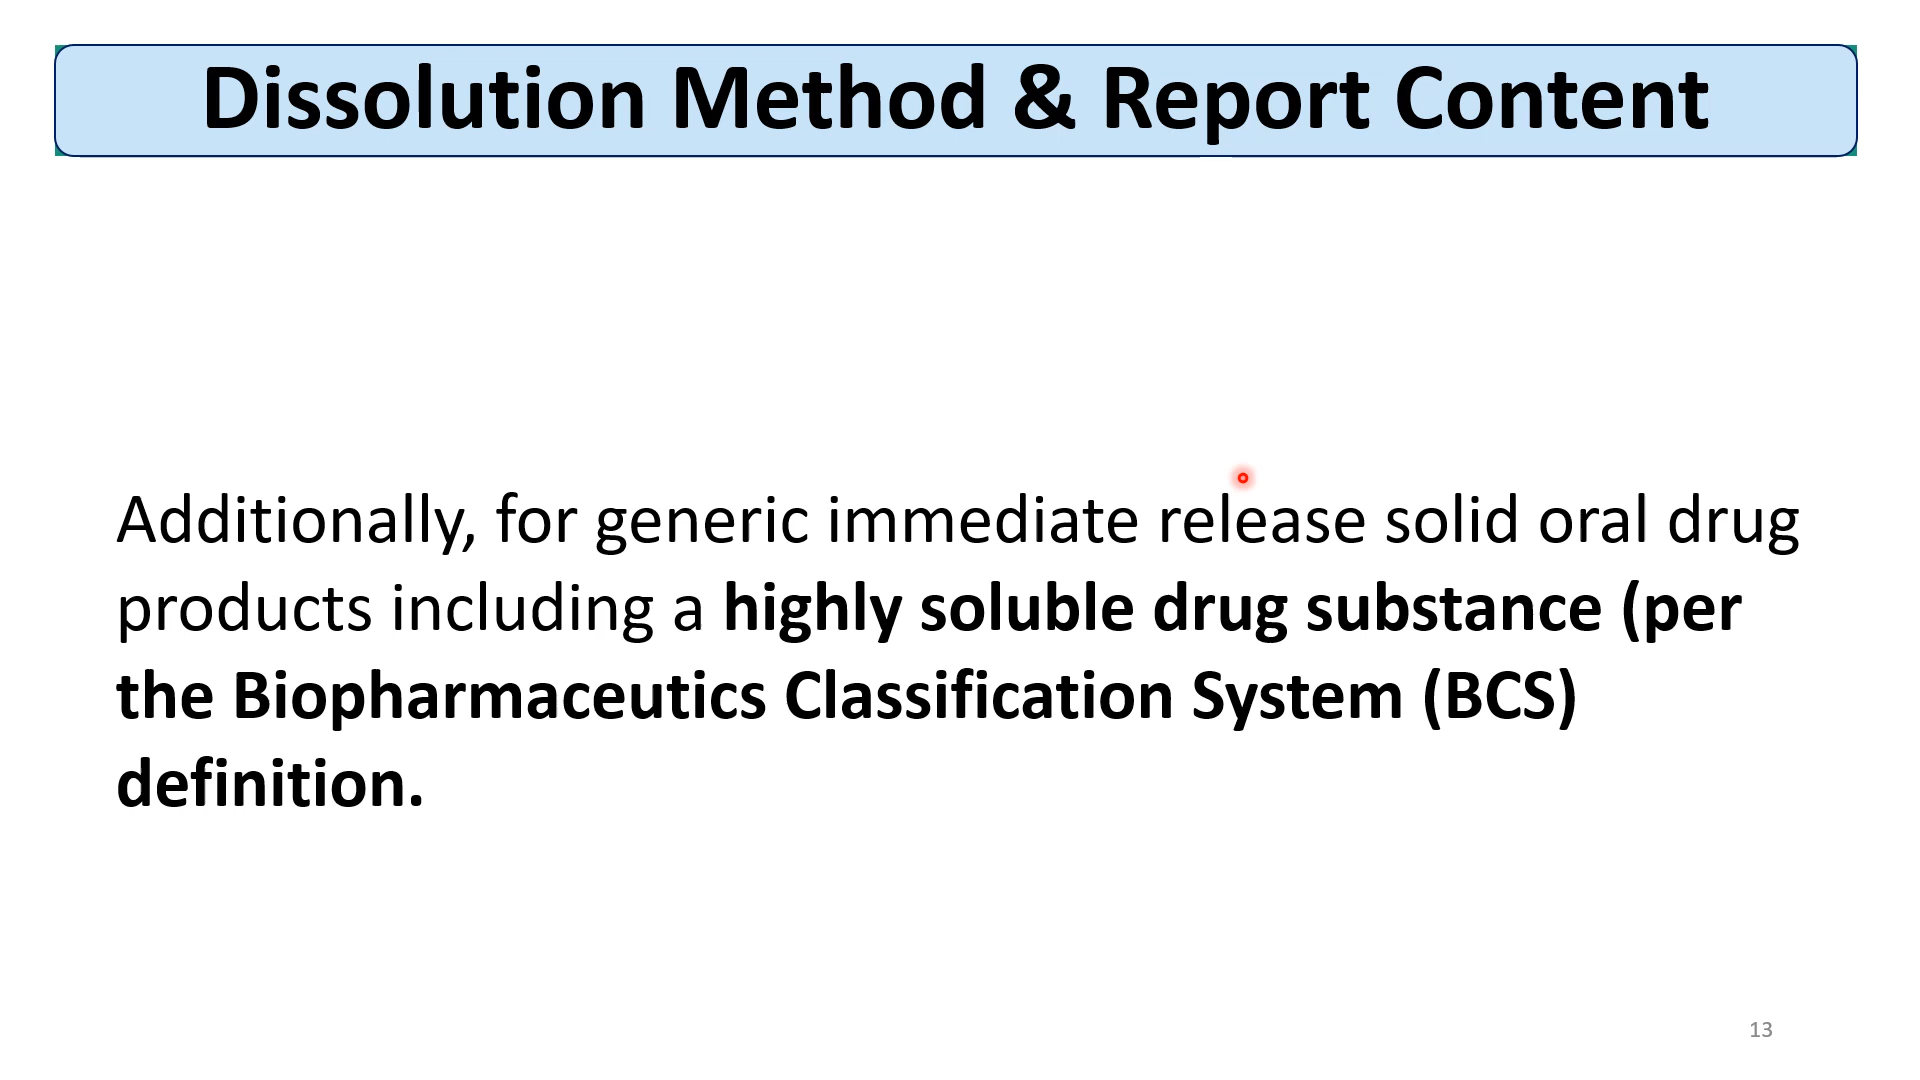 Dissolution Method & Report Content
Additionally, for generic immediate release solid oral drug
products including a highly soluble drug substance (per
the Biopharmaceutics Classification System (BCS)
definition.
13